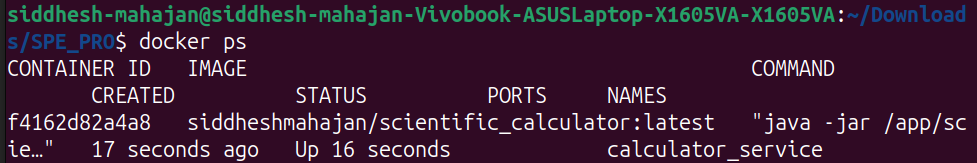 siddhesh-mahajan@siddhesh-mahajan-Vivobook-ASUSLaptop-X1605VA-X1605VA:~/Download
s/SPE_PRO$ docker ps
CONTAINER ID   IMAGE                                         COMMAND
       CREATED          STATUS          PORTS     NAMES
f4162d82a4a8   siddheshmahajan/scientific_calculator:latest   "java -jar /app/sc
ie…"   17 seconds ago   Up 16 seconds             calculator_service